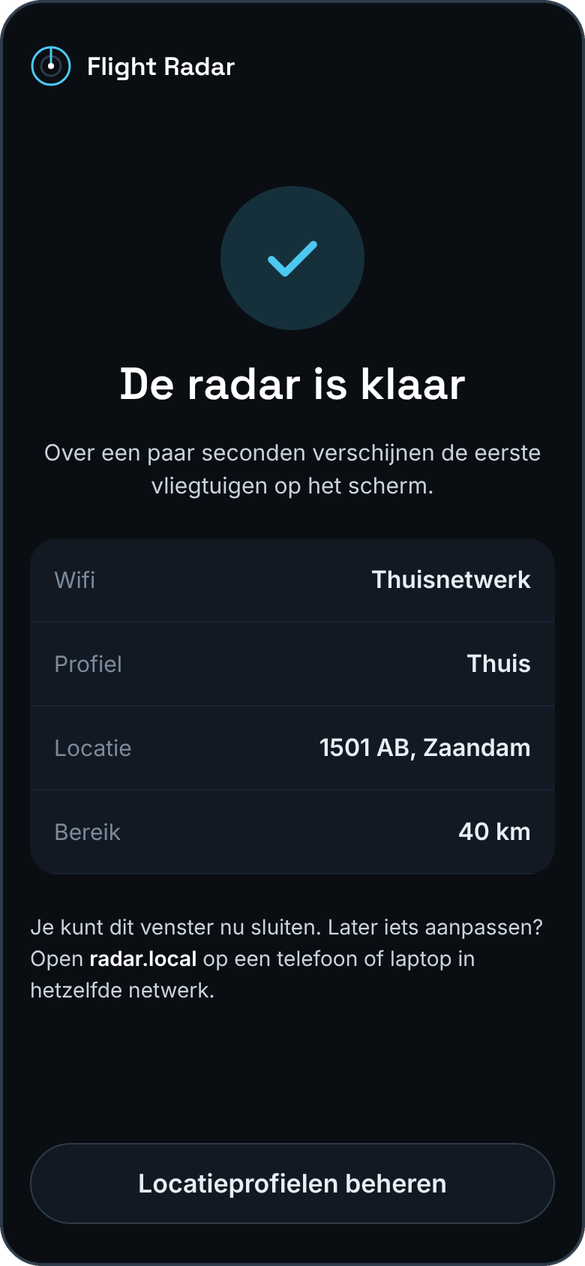 Flight Radar
De radar is klaar
Over een paar seconden verschijnen de eerste
vliegtuigen op het scherm.
Wifi Thuisnetwerk
Profiel Thuis
Locatie 1501 AB, Zaandam
Bereik 40 km
Je kunt dit venster nu sluiten. Later iets aanpassen?
Open radar.local op een telefoon of laptop in
hetzelfde netwerk.
Locatieprofielen beheren